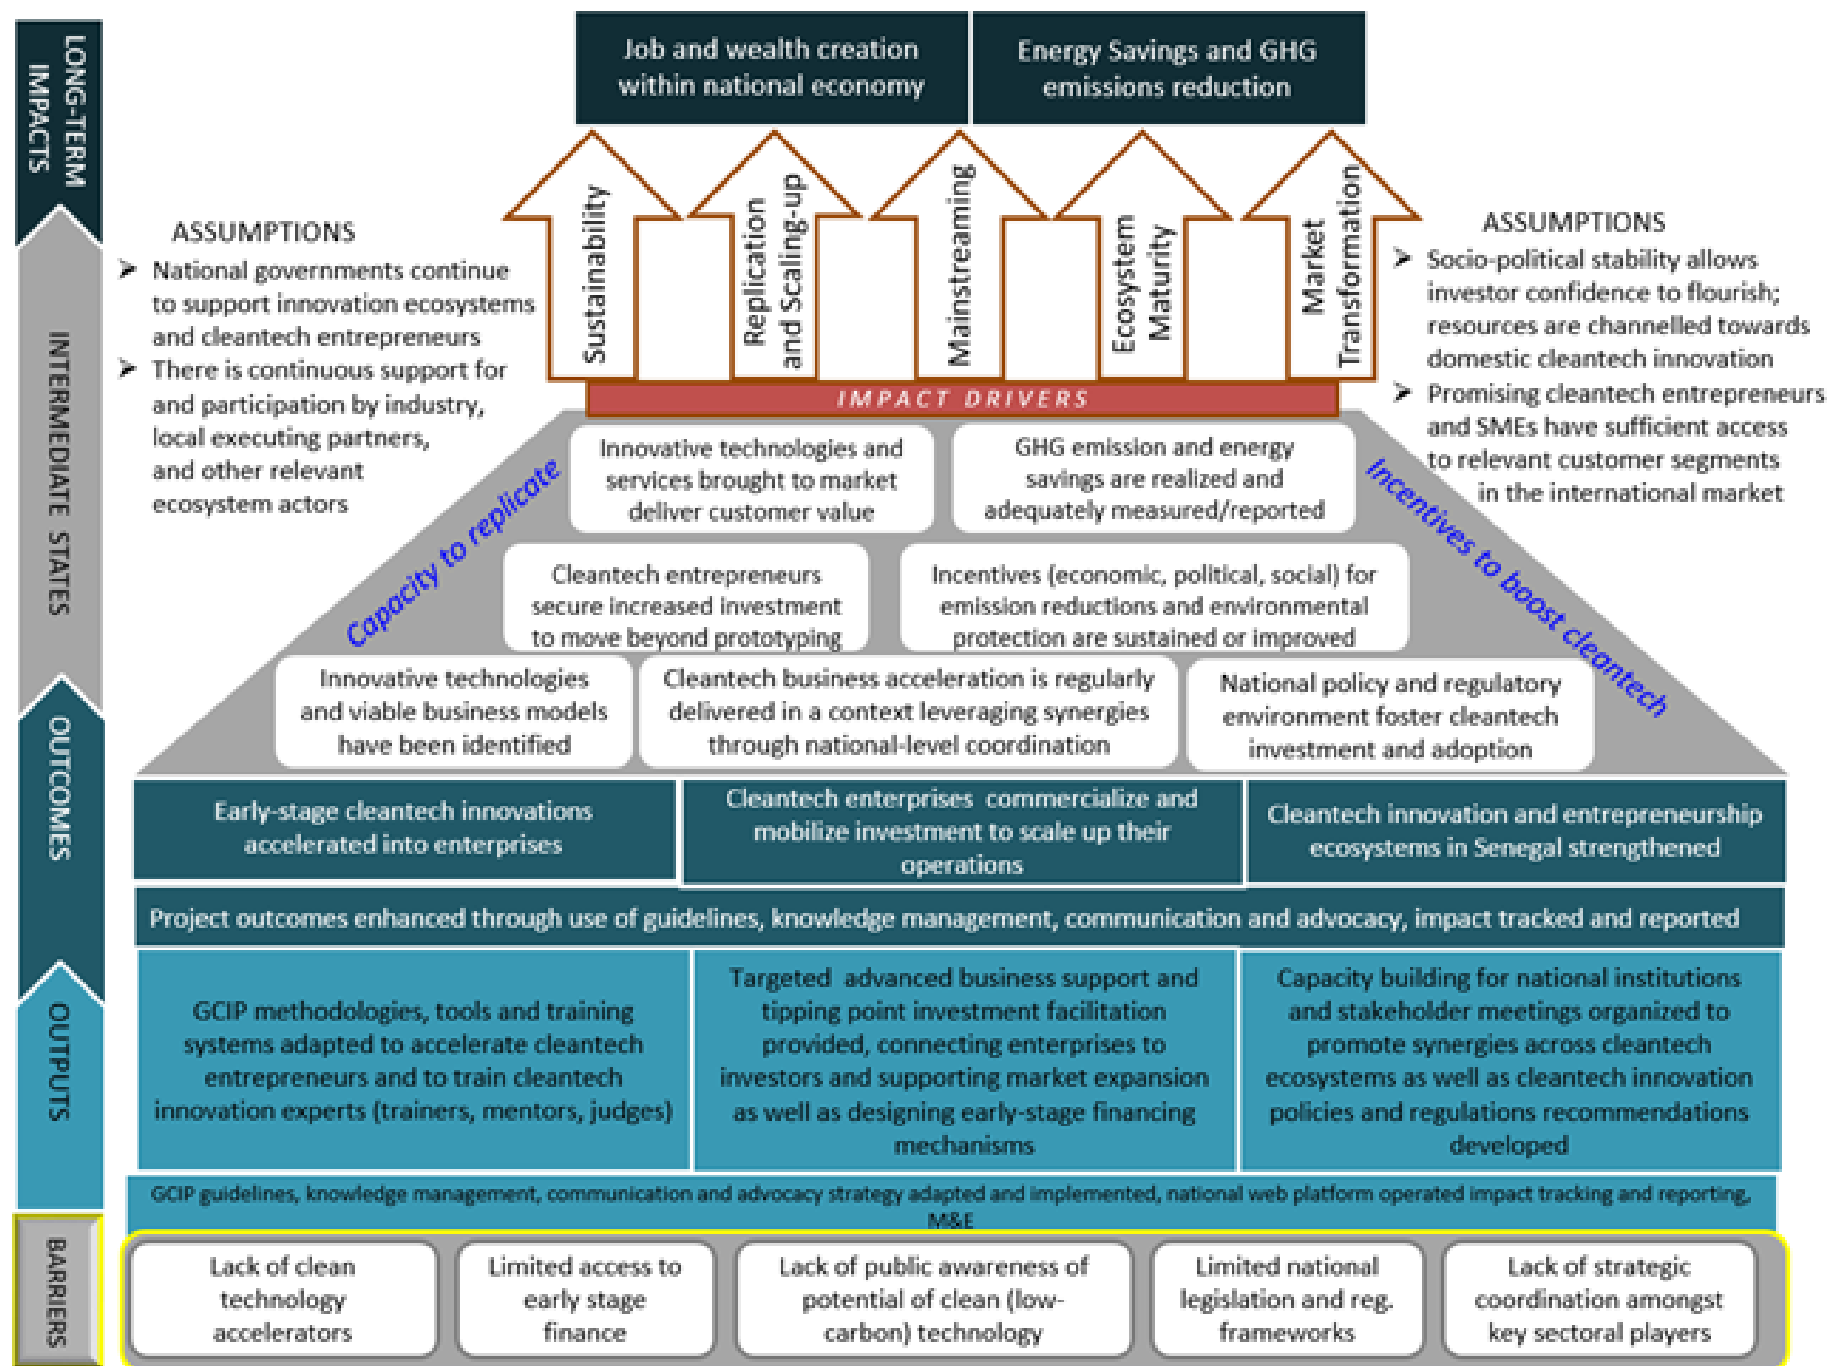 LONG-TERM
IMPACTS
Job and wealth creation
within national economy
Energy Savings and GHG
emissions reduction
Sustainability
Replication
and Scaling-up
Mainstreaming
Ecosystem
Maturity
Market
Transformation
IMPACT DRIVERS
ASSUMPTIONS
➢ National governments continue
to support innovation ecosystems
and cleantech entrepreneurs
➢ There is continuous support for
and participation by industry,
local executing partners,
and other relevant
ecosystem actors
ASSUMPTIONS
➢ Socio-political stability allows
investor confidence to flourish;
resources are channelled towards
domestic cleantech innovation
➢ Promising cleantech entrepreneurs
and SMEs have sufficient access
to relevant customer segments
in the international market
INTERMEDIATE STATES
Capacity to replicate
Incentives to boost cleantech
Innovative technologies and
services brought to market
deliver customer value
GHG emission and energy
savings are realized and
adequately measured/reported
Cleantech entrepreneurs
secure increased investment
to move beyond prototyping
Incentives (economic, political, social) for
emission reductions and environmental
protection are sustained or improved
Innovative technologies
and viable business models
have been identified
Cleantech business acceleration is regularly
delivered in a context leveraging synergies
through national-level coordination
National policy and regulatory
environment foster cleantech
investment and adoption
OUTCOMES
Early-stage cleantech innovations
accelerated into enterprises
Cleantech enterprises commercialize and
mobilize investment to scale up their
operations
Cleantech innovation and entrepreneurship
ecosystems in Senegal strengthened
Project outcomes enhanced through use of guidelines, knowledge management, communication and advocacy, impact tracked and reported
OUTPUTS
GCIP methodologies, tools and training
systems adapted to accelerate cleantech
entrepreneurs and to train cleantech
innovation experts (trainers, mentors, judges)
Targeted advanced business support and
tipping point investment facilitation
provided, connecting enterprises to
investors and supporting market expansion
as well as designing early-stage financing
mechanisms
Capacity building for national institutions
and stakeholder meetings organized to
promote synergies across cleantech
ecosystems as well as cleantech innovation
policies and regulations recommendations
developed
GCIP guidelines, knowledge management, communication and advocacy strategy adapted and implemented, national web platform operated impact tracking and reporting,
M&E
BARRIERS
Lack of clean
technology
accelerators
Limited access to
early stage
finance
Lack of public awareness of
potential of clean (low-
carbon) technology
Limited national
legislation and reg.
frameworks
Lack of strategic
coordination amongst
key sectoral players